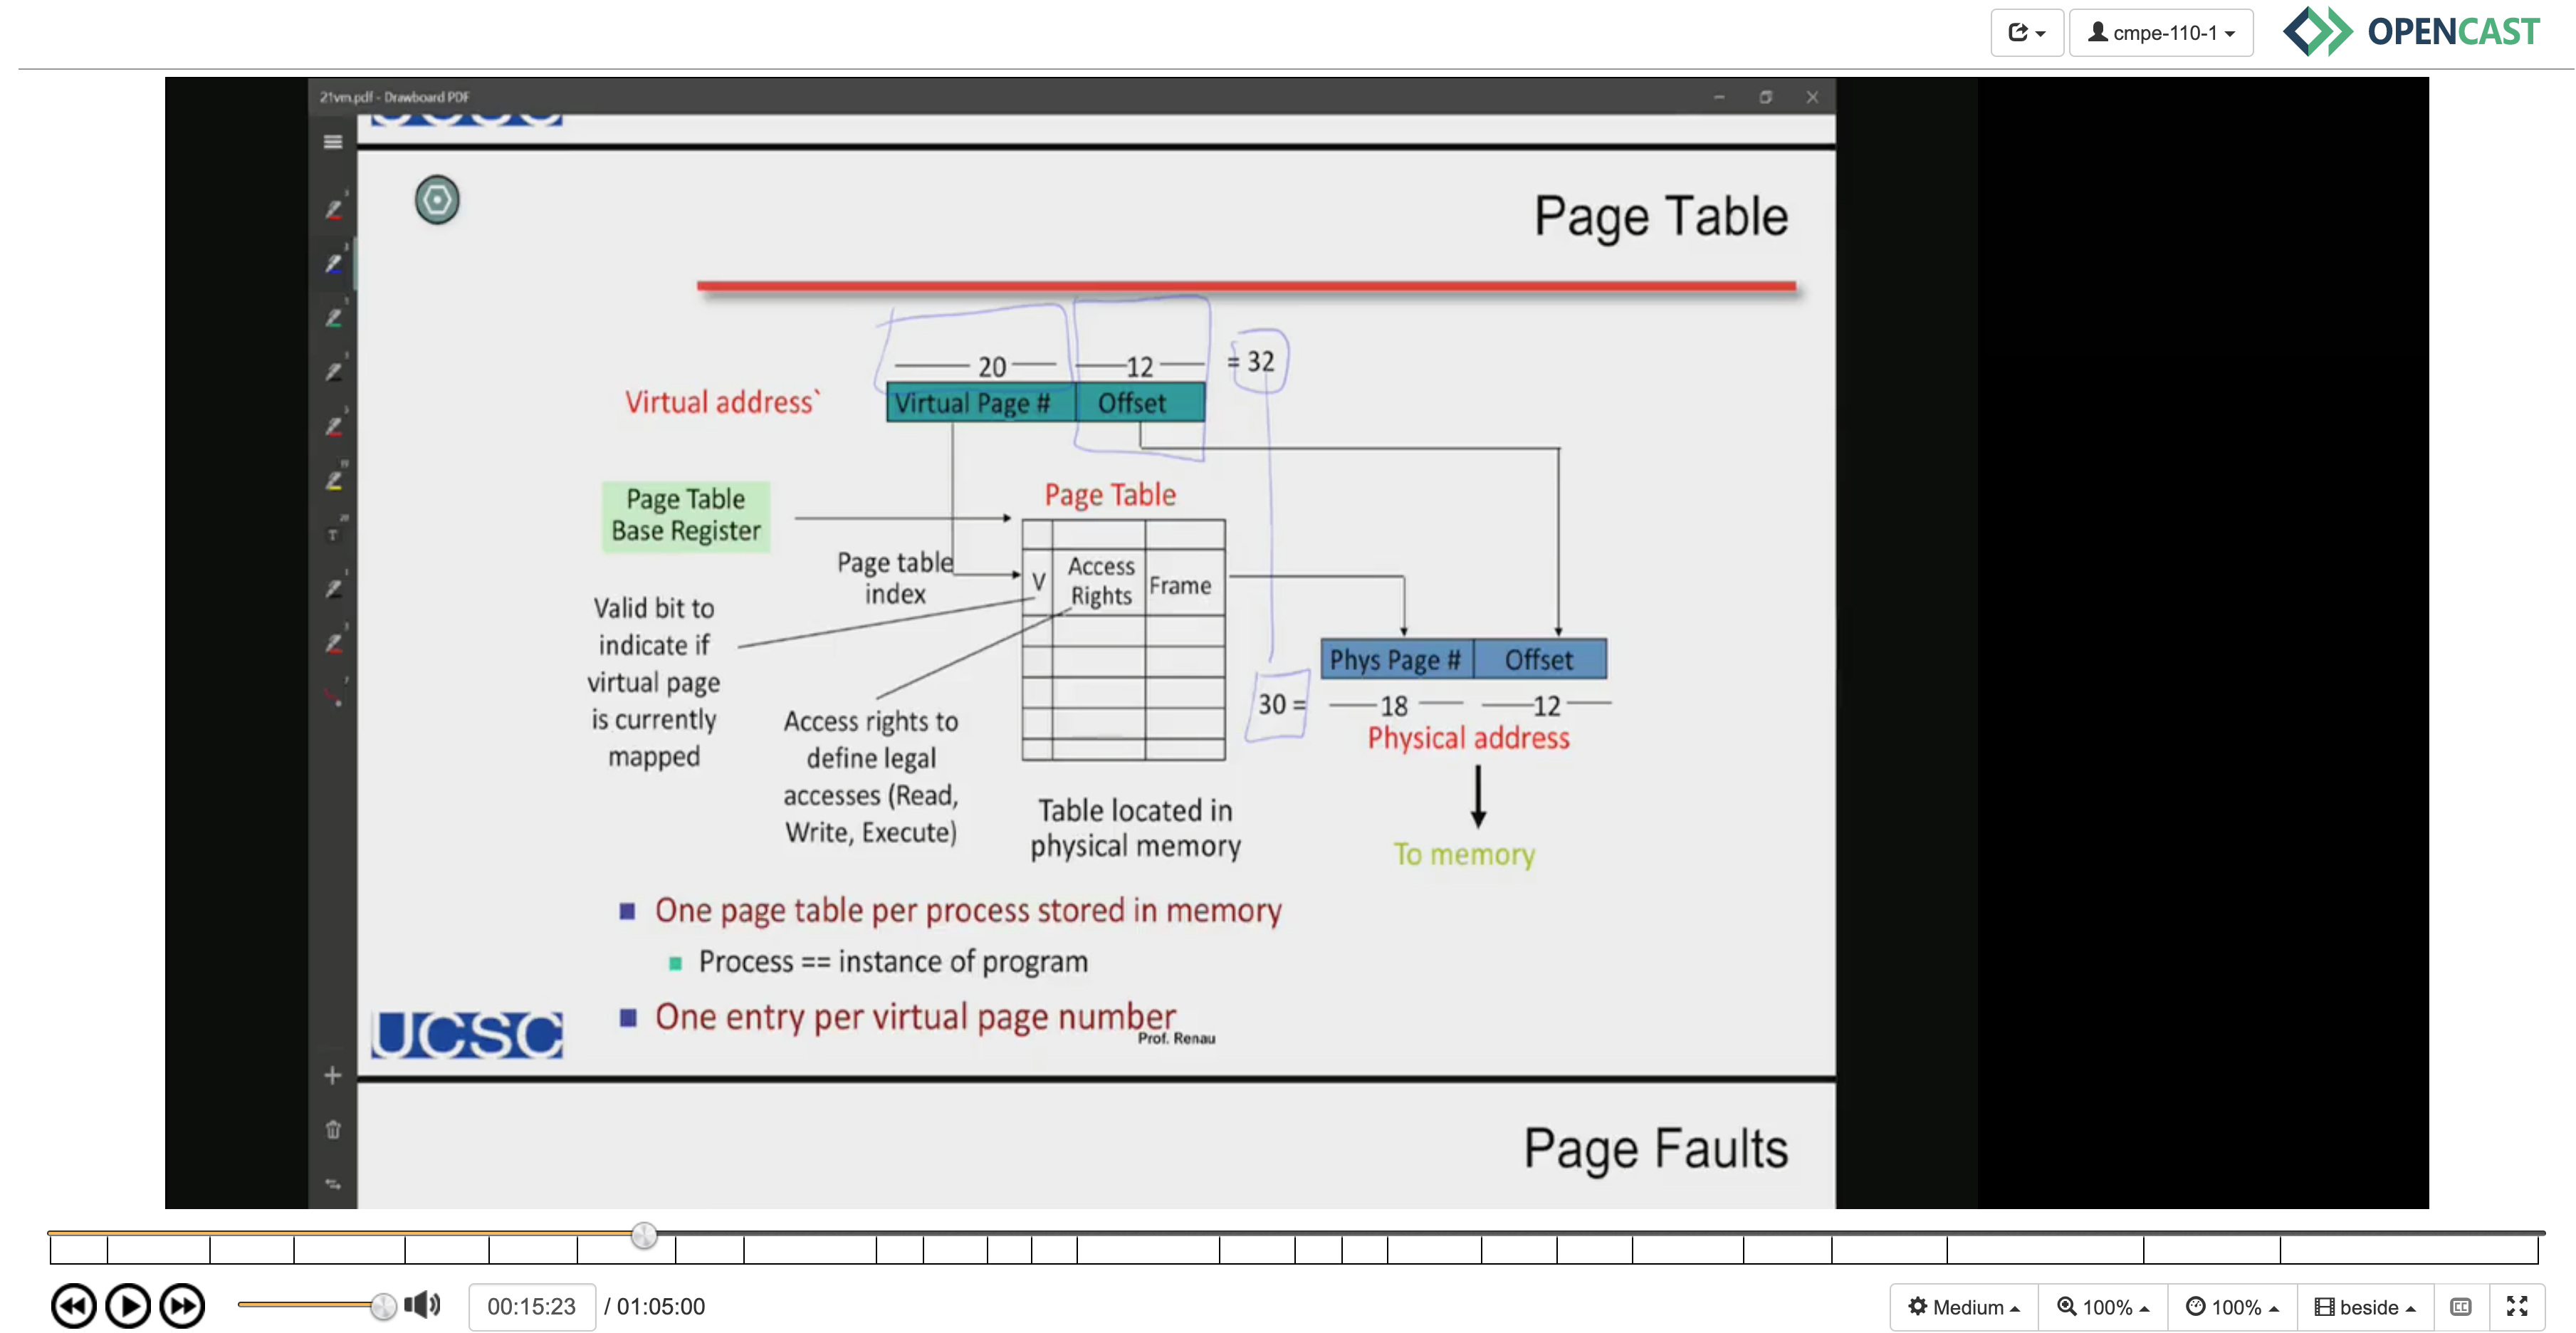 cmpe-110-1
OPENCAST
21vm.pdf - Drawboard PDF
Page Table
20 12 = 32
Virtual address`
Virtual Page # Offset
Page Table
Base Register
Page Table
Page table
index
V
Access
Rights
Frame
Valid bit to
indicate if
virtual page
is currently
mapped
Access rights to
define legal
accesses (Read,
Write, Execute)
Phys Page # Offset
30 = 18 12
Physical address
Table located in
physical memory
To memory
One page table per process stored in memory
Process == instance of program
One entry per virtual page number
Prof. Renau
UCSC
Page Faults
00:15:23 / 01:05:00
Medium 100% 100% beside CC